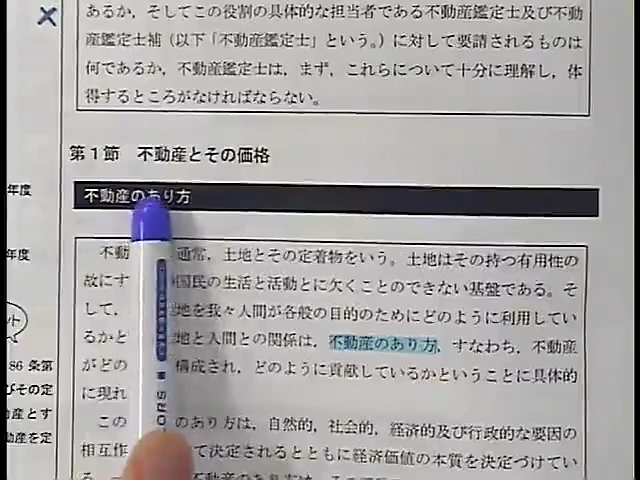 あるか，そしてこの役割の具体的な担当者である不動産鑑定士及び不動
産鑑定士補（以下「不動産鑑定士」という。）に対して要請されるものは
何であるか，不動産鑑定士は，まず，これらについて十分に理解し，体
得するところがなければならない。
第1節 不動産とその価格
年度
不動産のあり方
年度
不動 通常，土地とその定着物をいう。土地はその持つ有用性の
故にす 国民の生活と活動とに欠くことのできない基盤である。そ
して， 地を我々人間が各般の目的のためにどのように利用してい
ット
るかと 地と人間との関係は，不動産のあり方，すなわち，不動産
86 条第
がどの 構成され，どのように貢献しているかということに具体的
びその定
に現れ
産とす
この のあり方は，自然的，社会的，経済的及び行政的な要因の
動産を定
相互作 て決定されるとともに経済価値の本質を決定づけてい